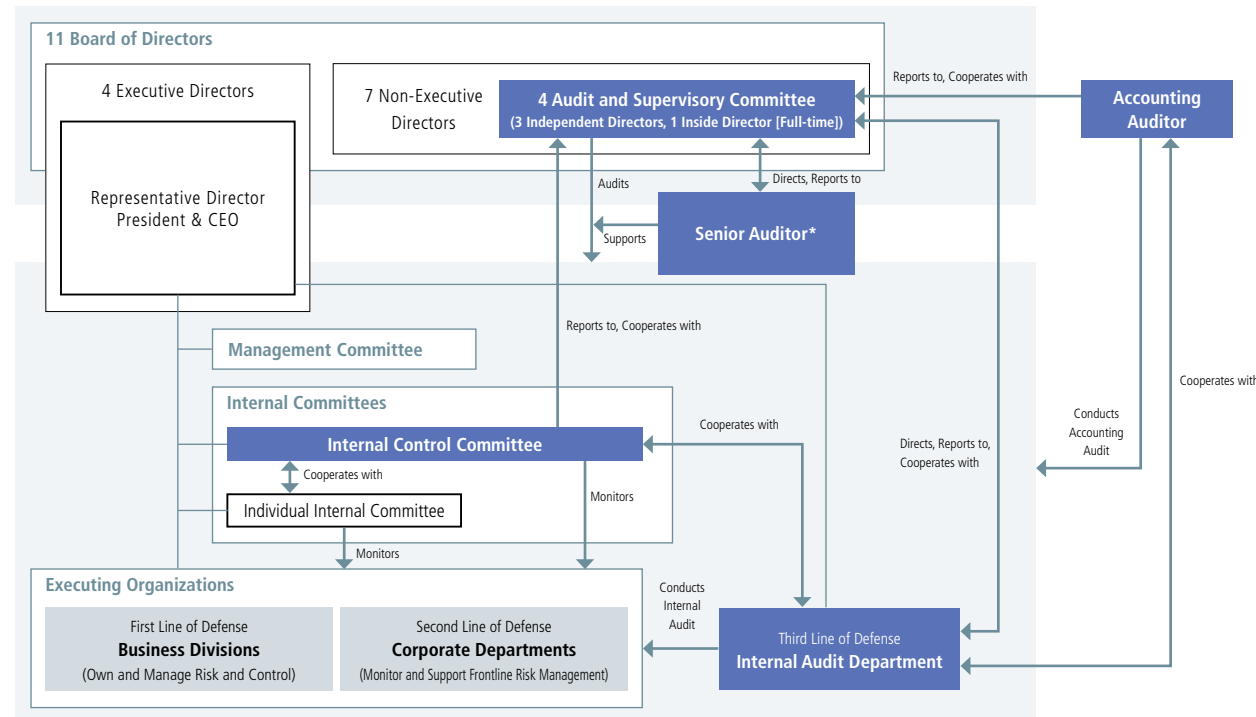 11 Board of Directors
4 Executive Directors
Representative Director
President & CEO
7 Non-Executive
Directors
4 Audit and Supervisory Committee
(3 Independent Directors, 1 Inside Director [Full-time])
Reports to, Cooperates with
Accounting
Auditor
Audits
Directs, Reports to
Supports
Senior Auditor*
Reports to, Cooperates with
Management Committee
Internal Committees
Internal Control Committee
Cooperates with
Individual Internal Committee
Monitors
Monitors
Cooperates with
Directs, Reports to,
Cooperates with
Conducts
Accounting
Audit
Cooperates with
Executing Organizations
First Line of Defense
Business Divisions
(Own and Manage Risk and Control)
Second Line of Defense
Corporate Departments
(Monitor and Support Frontline Risk Management)
Conducts
Internal
Audit
Third Line of Defense
Internal Audit Department